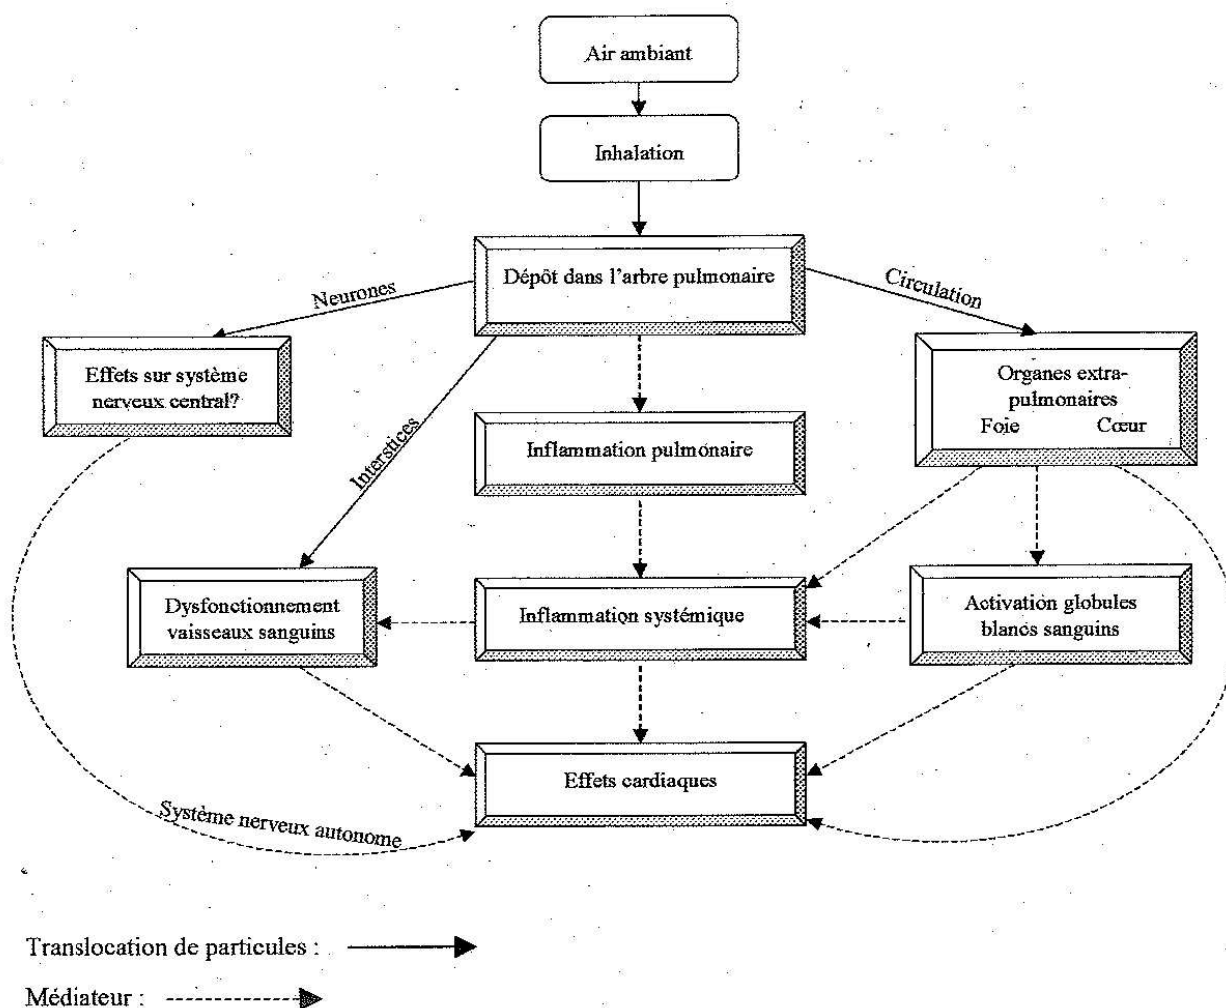 Air ambiant
Inhalation
Dépôt dans l'arbre pulmonaire
Neurones
Circulation
Effets sur système
nerveux central?
Organes extra-
pulmonaires
Foie Cœur
Interstices
Inflammation pulmonaire
Dysfonctionnement
vaisseaux sanguins
Inflammation systémique
Activation globules
blancs sanguins
Effets cardiaques
Système nerveux autonome
Translocation de particules :
Médiateur :